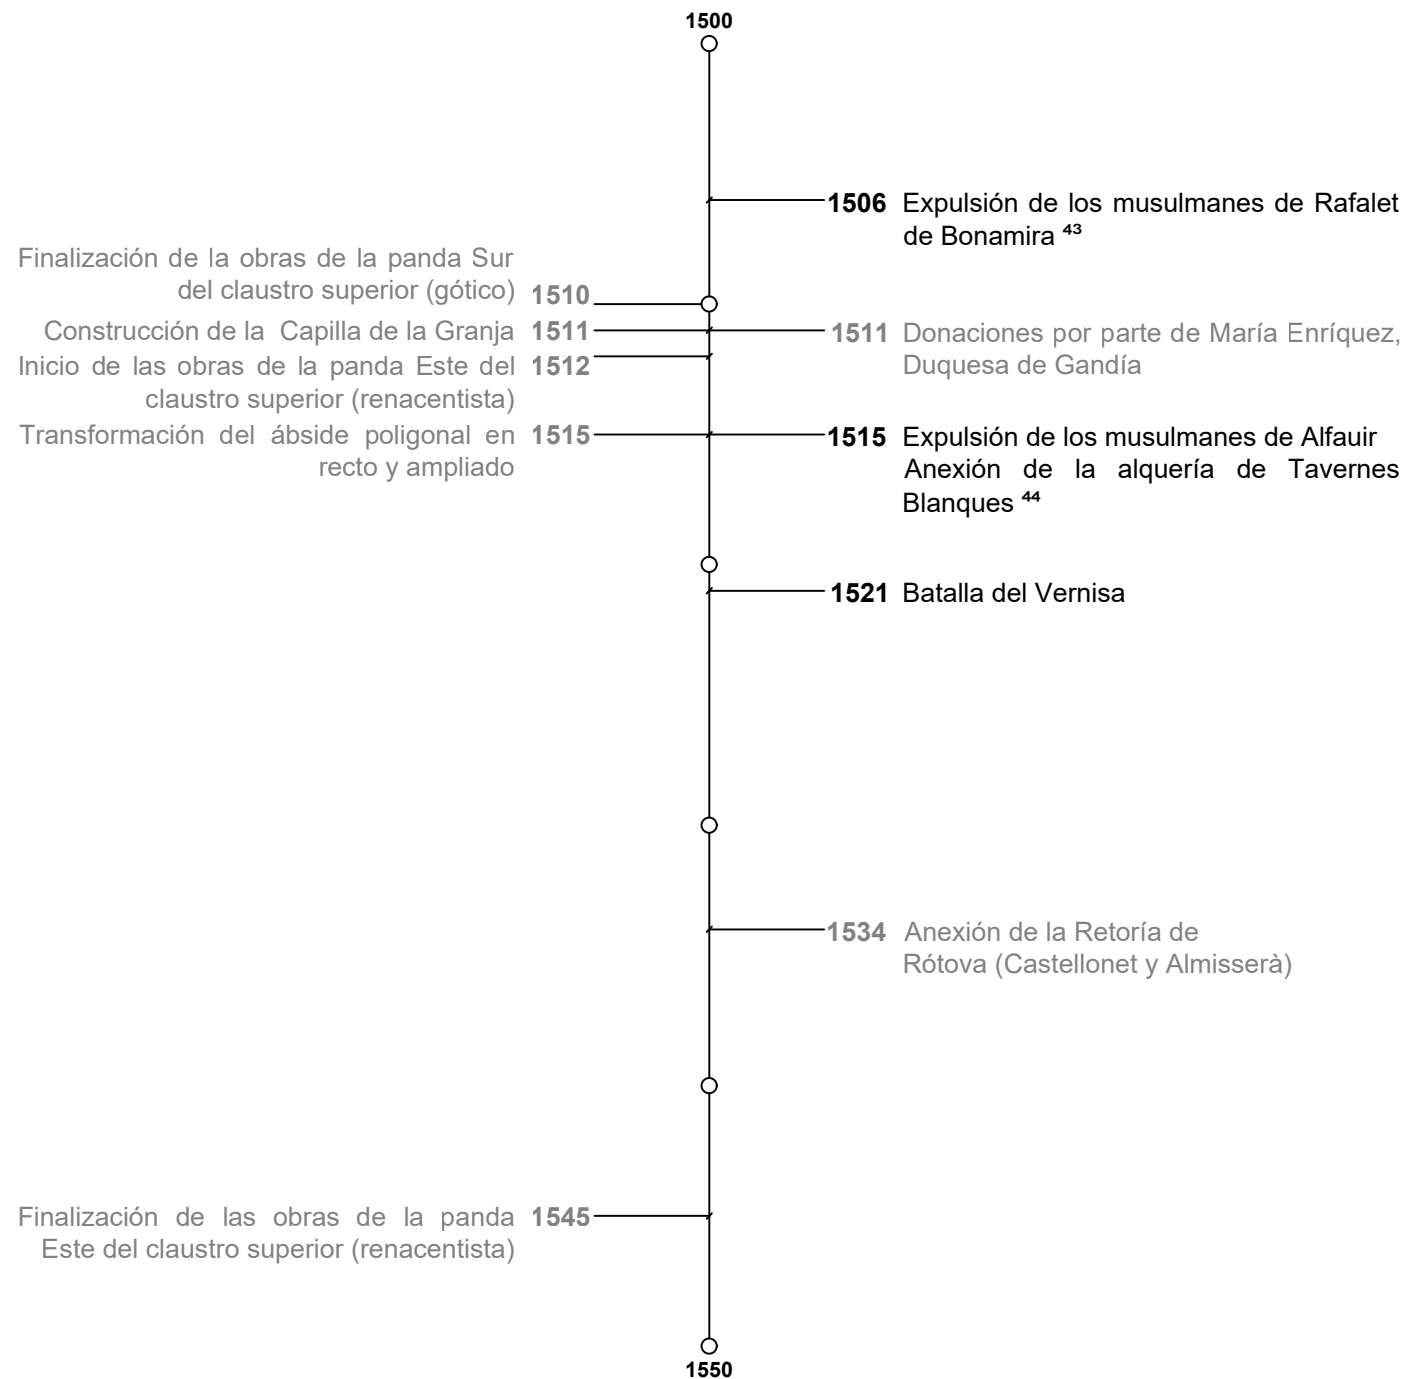 1500
1506 Expulsión de los musulmanes de Rafalet
de Bonamira ⁴³
Finalización de la obras de la panda Sur
del claustro superior (gótico) 1510
Construcción de la Capilla de la Granja 1511
1511 Donaciones por parte de María Enríquez,
Duquesa de Gandía
Inicio de las obras de la panda Este del 1512
claustro superior (renacentista)
Transformación del ábside poligonal en 1515
recto y ampliado
1515 Expulsión de los musulmanes de Alfauir
Anexión de la alquería de Tavernes
Blanques ⁴⁴
1521 Batalla del Vernisa
1534 Anexión de la Retoría de
Rótova (Castellonet y Almisserà)
Finalización de las obras de la panda 1545
Este del claustro superior (renacentista)
1550